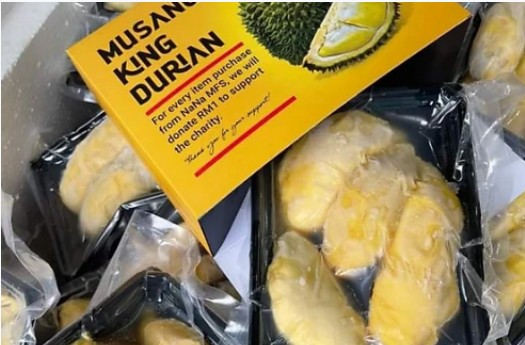 MUSANG
KING
DURIAN
For every item purchase
from NaNa MFS, we will
donate RM1 to support
the charity.
Thank you for your support!